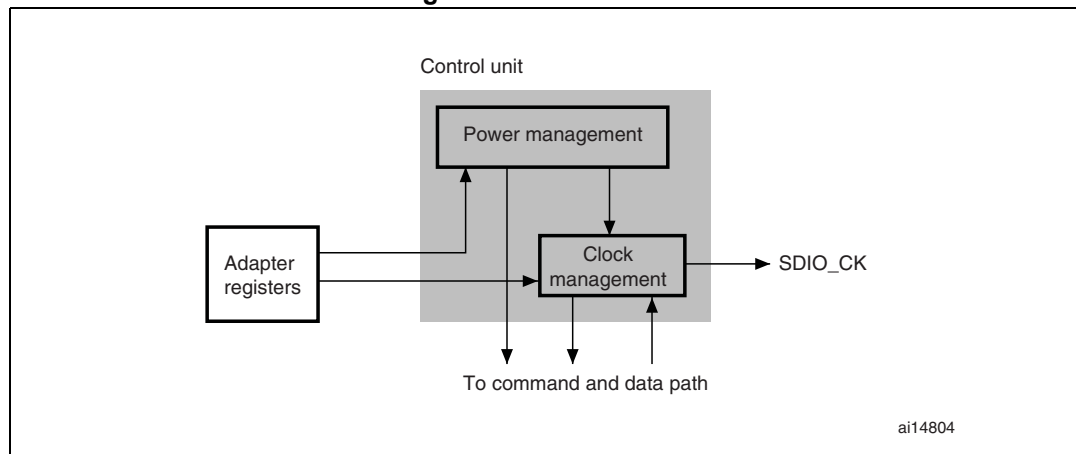 Control unit
Power management
Adapter
registers
Clock
management
SDIO_CK
To command and data path
ai14804